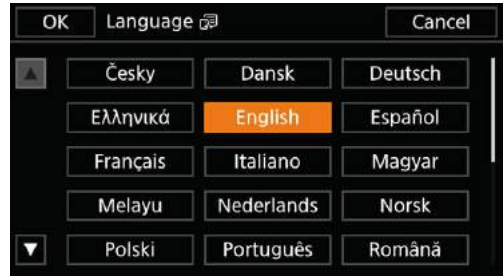 OK Language Cancel
Česky Dansk Deutsch
Ελληνικά English Español
Français Italiano Magyar
Melayu Nederlands Norsk
Polski Português Română